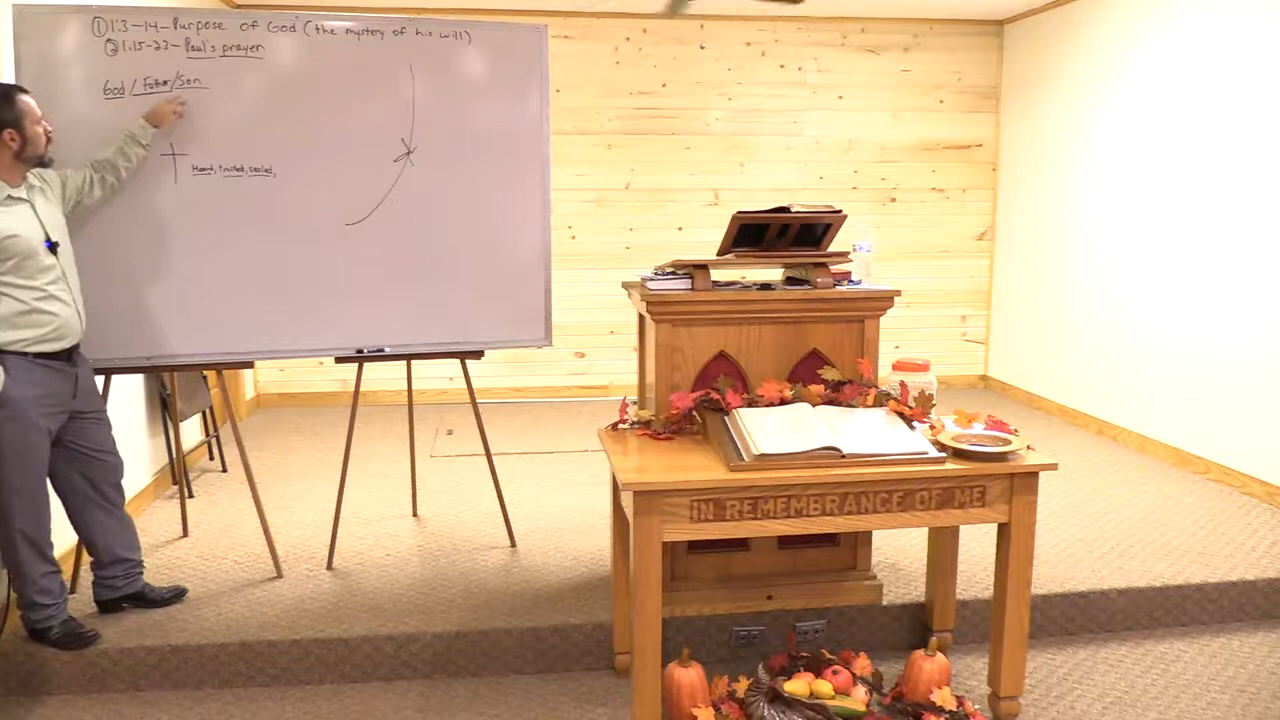 ① 1:3-14-Purpose of God" (the mystery of his will)
② 1:15-23-Paul's prayer
God / Father/Son
Heard, trusted, sealed,
IN REMEMBRANCE OF ME